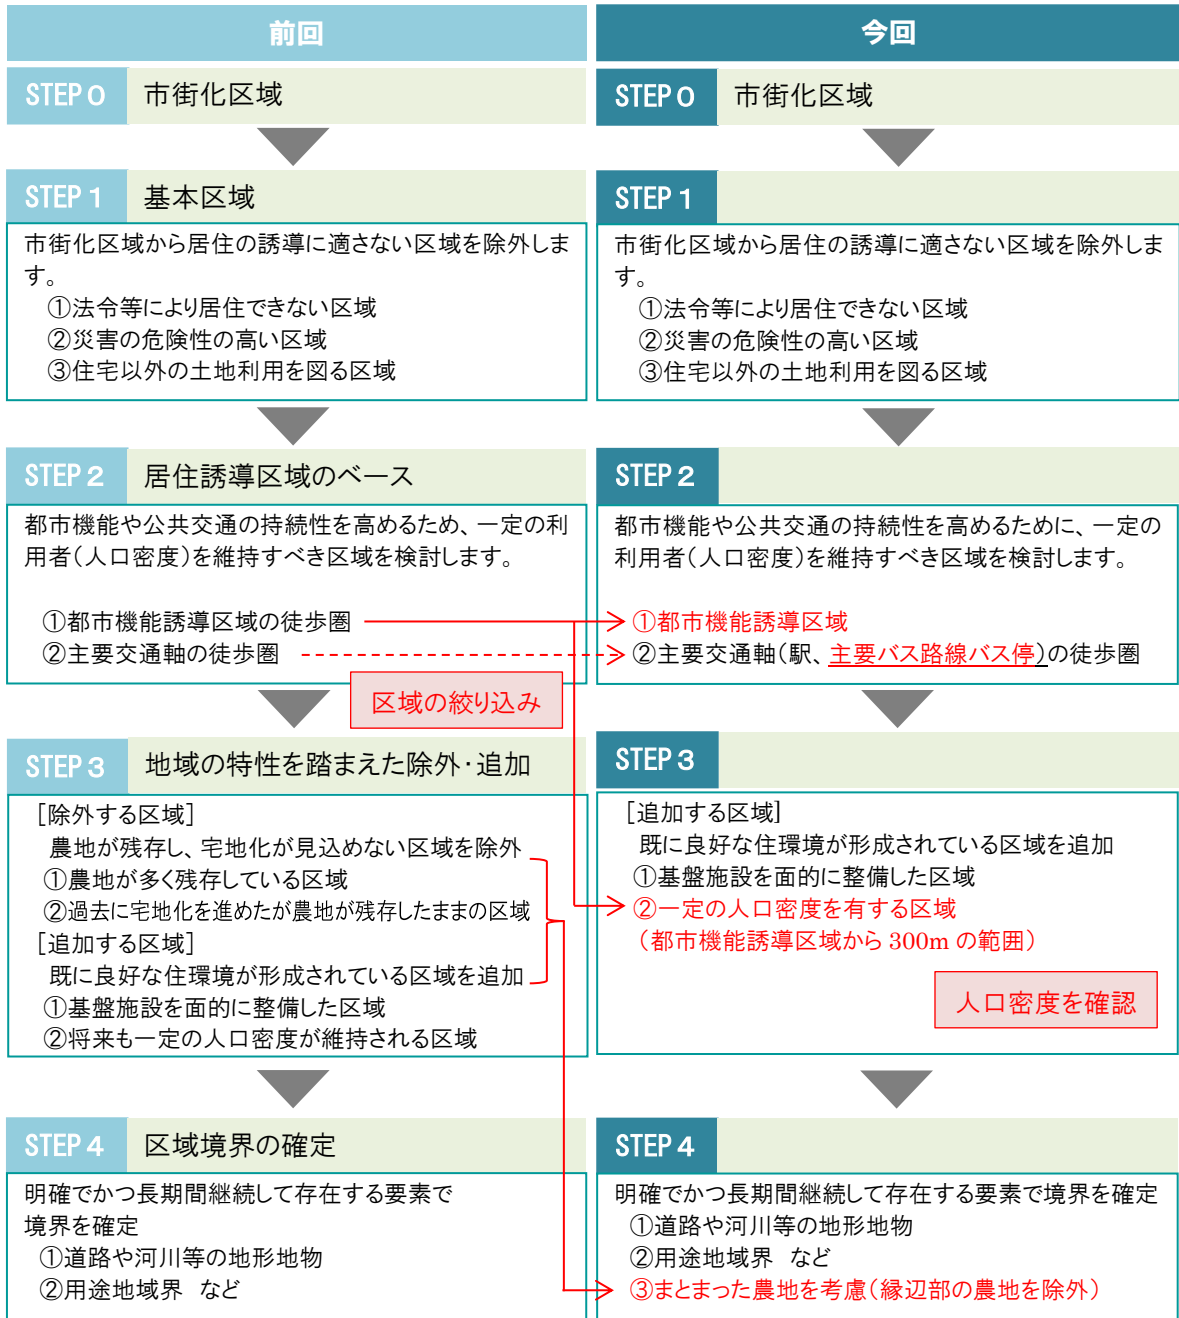 前回
STEP 0 市街化区域
STEP 1 基本区域
市街化区域から居住の誘導に適さない区域を除外しま
す。
①法令等により居住できない区域
②災害の危険性の高い区域
③住宅以外の土地利用を図る区域
STEP 2 居住誘導区域のベース
都市機能や公共交通の持続性を高めるため、一定の利
用者(人口密度)を維持すべき区域を検討します。
①都市機能誘導区域の徒歩圏
②主要交通軸の徒歩圏
区域の絞り込み
STEP 3 地域の特性を踏まえた除外・追加
[除外する区域]
農地が残存し、宅地化が見込めない区域を除外
①農地が多く残存している区域
②過去に宅地化を進めたが農地が残存したままの区域
[追加する区域]
既に良好な住環境が形成されている区域を追加
①基盤施設を面的に整備した区域
②将来も一定の人口密度が維持される区域
STEP 4 区域境界の確定
明確でかつ長期間継続して存在する要素で
境界を確定
①道路や河川等の地形地物
②用途地域界 など
今回
STEP 0 市街化区域
STEP 1
市街化区域から居住の誘導に適さない区域を除外しま
す。
①法令等により居住できない区域
②災害の危険性の高い区域
③住宅以外の土地利用を図る区域
STEP 2
都市機能や公共交通の持続性を高めるために、一定の
利用者(人口密度)を維持すべき区域を検討します。
①都市機能誘導区域
②主要交通軸(駅、主要バス路線バス停)の徒歩圏
STEP 3
[追加する区域]
既に良好な住環境が形成されている区域を追加
①基盤施設を面的に整備した区域
②一定の人口密度を有する区域
(都市機能誘導区域から 300m の範囲)
人口密度を確認
STEP 4
明確でかつ長期間継続して存在する要素で境界を確定
①道路や河川等の地形地物
②用途地域界 など
③まとまった農地を考慮(縁辺部の農地を除外)